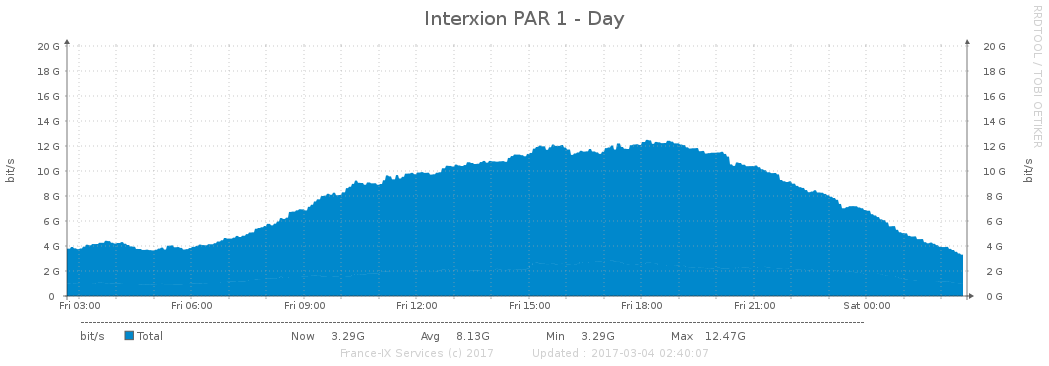 Interxion PAR 1 - Day
RRDTOOL / TOBI OETIKER
bit/s
20 G 20 G
18 G 18 G
16 G 16 G
14 G 14 G
12 G 12 G
10 G 10 G
8 G 8 G
6 G 6 G
4 G 4 G
2 G 2 G
0 0 G
bit/s
Fri 03:00 Fri 06:00 Fri 09:00 Fri 12:00 Fri 15:00 Fri 18:00 Fri 21:00 Sat 00:00
bit/s Total Now 3.29G Avg 8.13G Min 3.29G Max 12.47G
France-IX Services (c) 2017 Updated : 2017-03-04 02:40:07